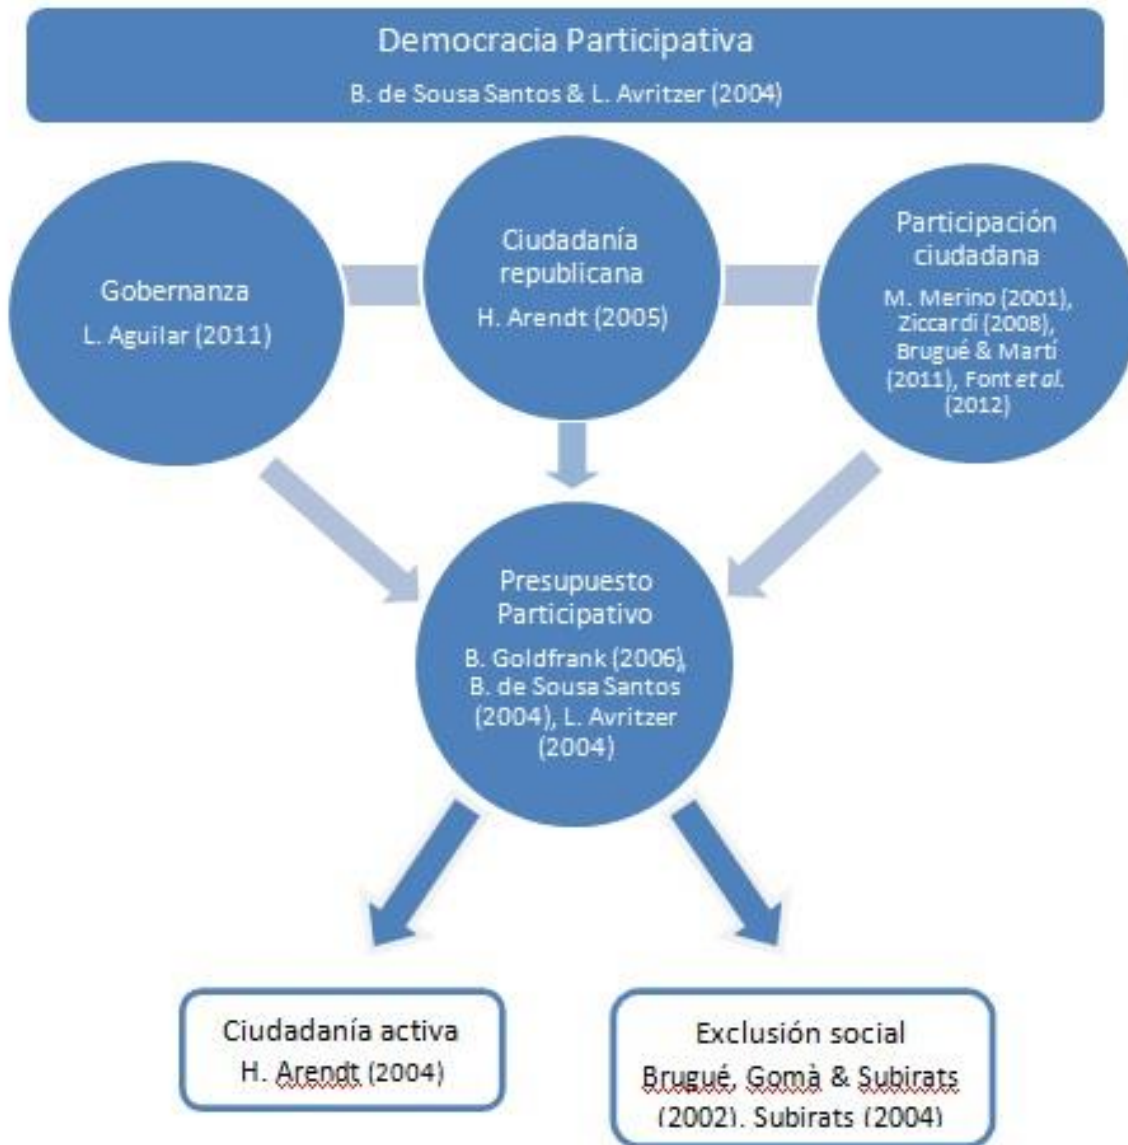 Democracia Participativa
B. de Sousa Santos & L. Avritzer (2004)
Gobernanza
L. Aguilar (2011)
Ciudadanía
republicana
H. Arendt (2005)
Participación
ciudadana
M. Merino (2001),
Ziccardi (2008),
Brugué & Martí
(2011), Font et al.
(2012)
Presupuesto
Participativo
B. Goldfrank (2006),
B. de Sousa Santos
(2004), L. Avritzer
(2004)
Ciudadanía activa
H. Arendt (2004)
Exclusión social
Brugué, Gomà & Subirats
(2002). Subirats (2004)